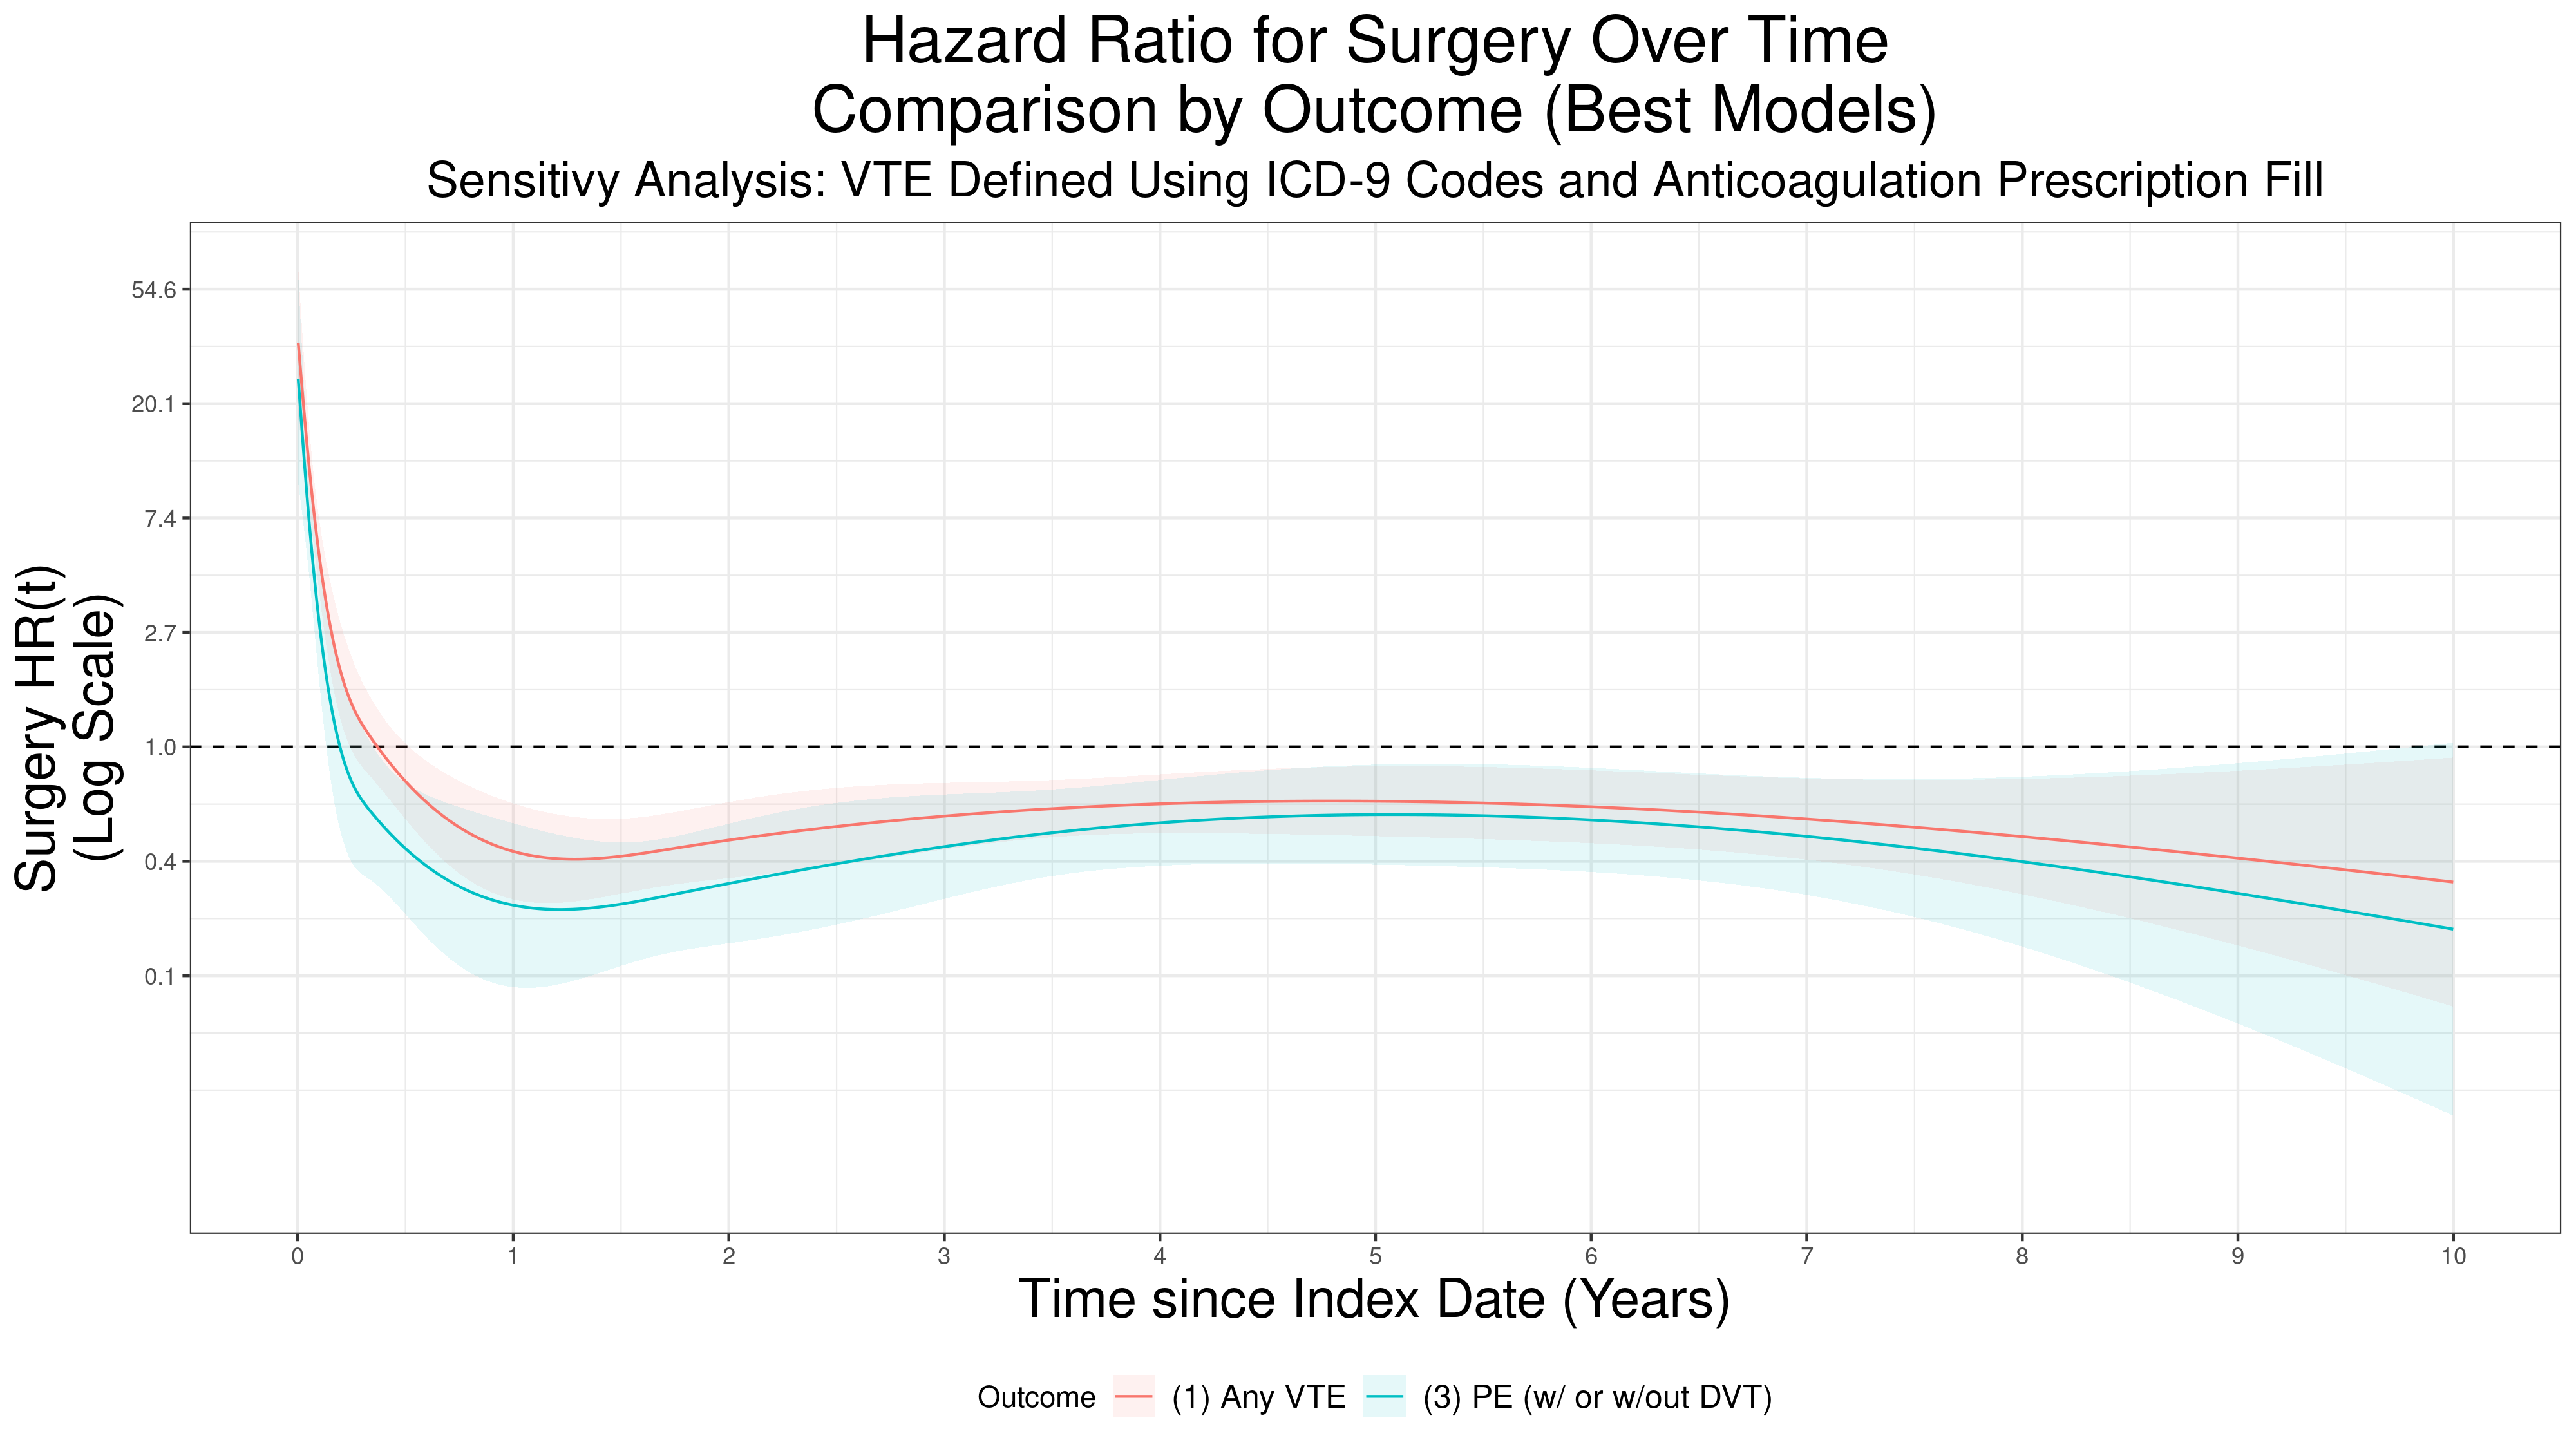 Hazard Ratio for Surgery Over Time
Comparison by Outcome (Best Models)
Sensitivy Analysis: VTE Defined Using ICD-9 Codes and Anticoagulation Prescription Fill
Surgery HR(t)
(Log Scale)
54.6
20.1
7.4
2.7
1.0
0.4
0.1
0 1 2 3 4 5 6 7 8 9 10
Time since Index Date (Years)
Outcome (1) Any VTE (3) PE (w/ or w/out DVT)